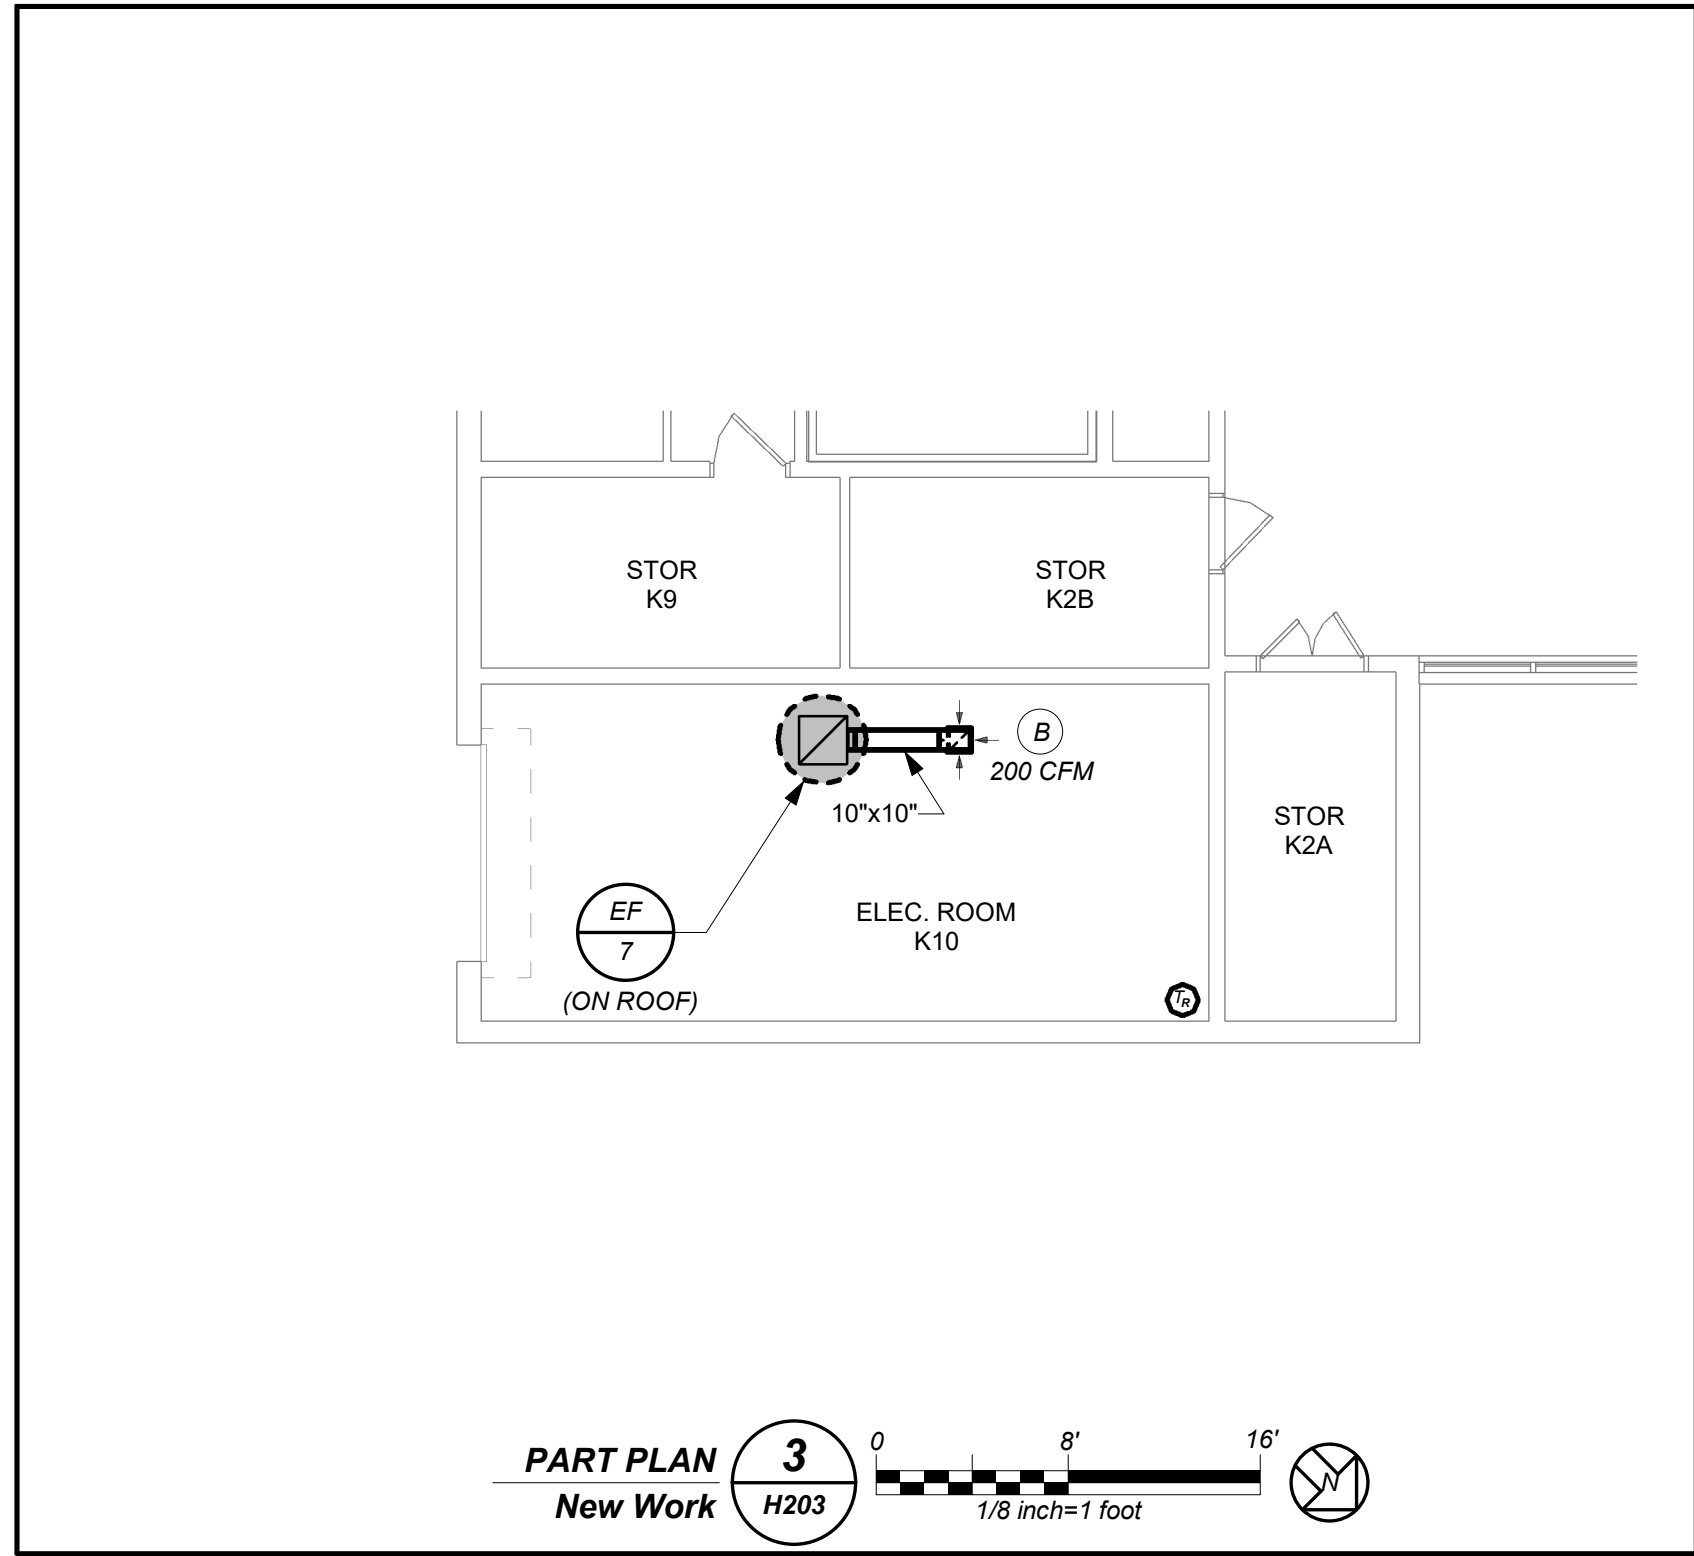 STOR
K9
STOR
K2B
B
200 CFM
10"x10"
STOR
K2A
EF
7
(ON ROOF)
ELEC. ROOM
K10
TR
PART PLAN
New Work
3
H203
0 8' 16'
1/8 inch=1 foot
N